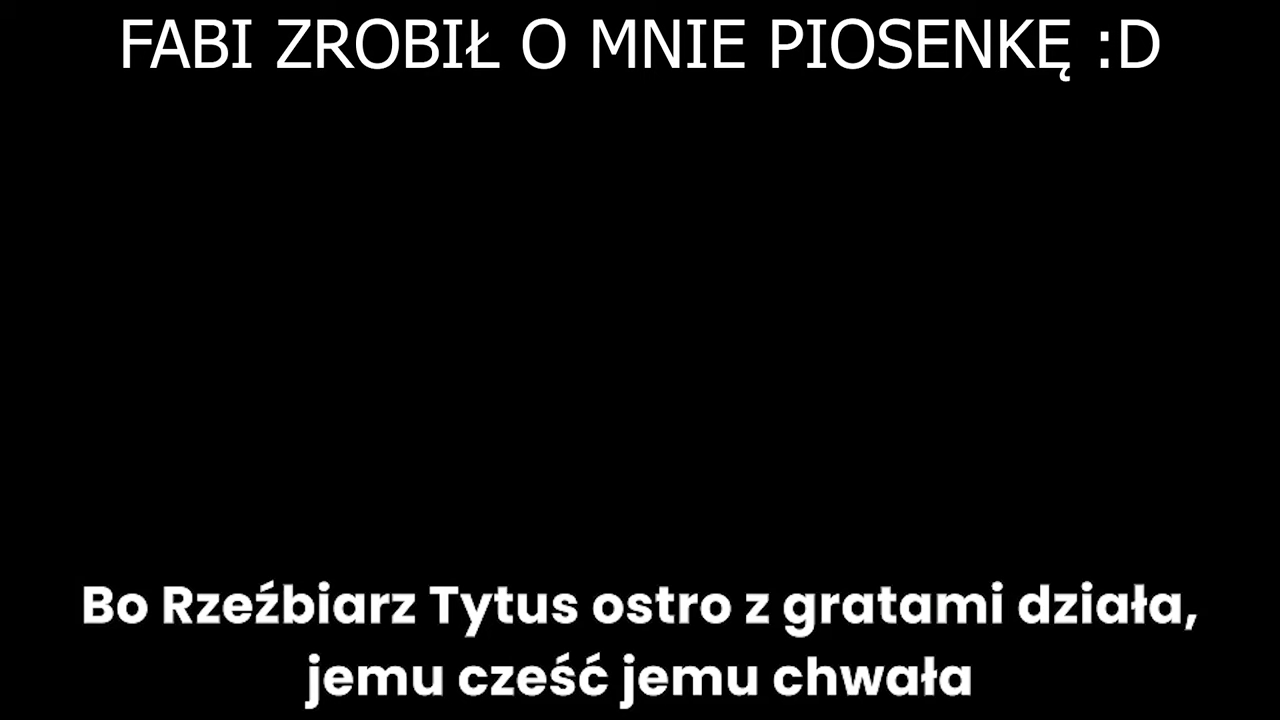 FABI ZROBIŁ O MNIE PIOSENKĘ :D
Bo Rzeźbiarz Tytus ostro z gratami działa,
jemu cześć jemu chwała